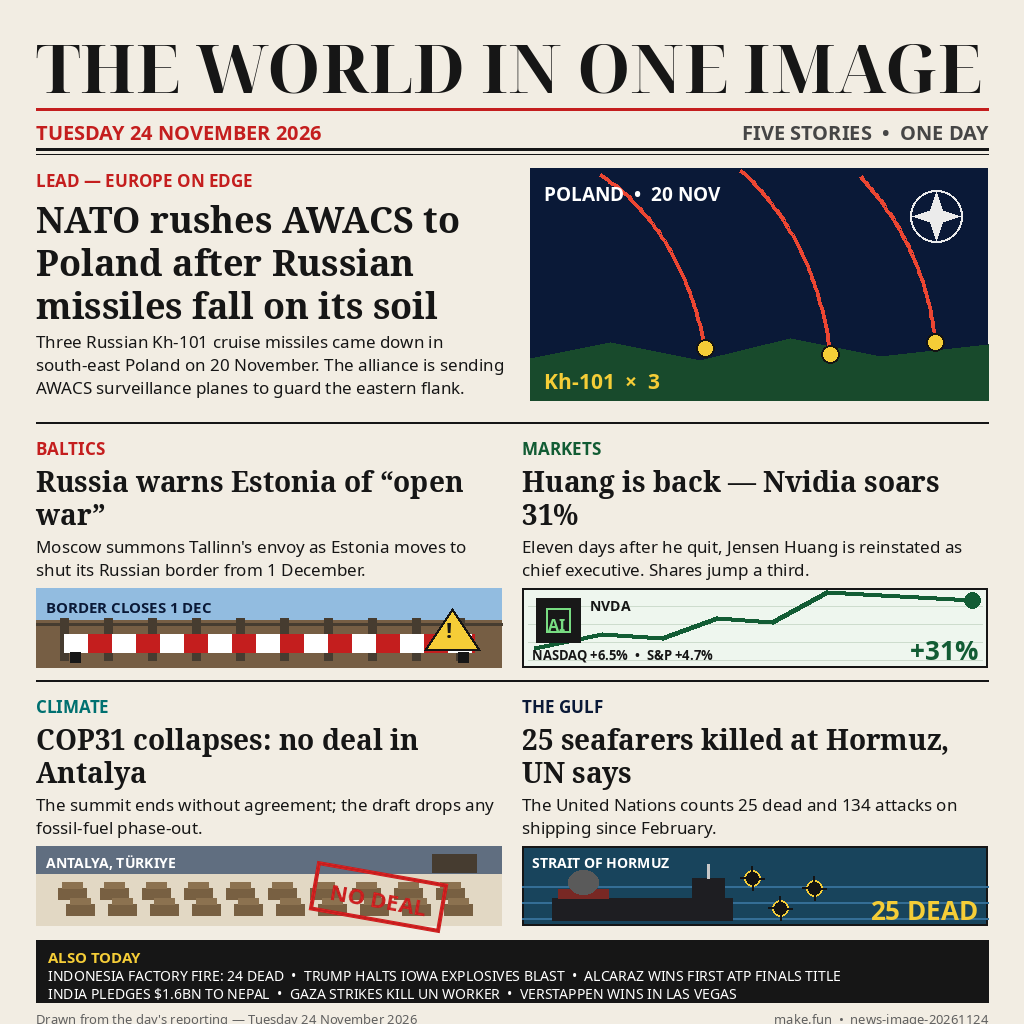 THE WORLD IN ONE IMAGE
TUESDAY 24 NOVEMBER 2026
FIVE STORIES • ONE DAY
LEAD — EUROPE ON EDGE
NATO rushes AWACS to
Poland after Russian
missiles fall on its soil
Three Russian Kh-101 cruise missiles came down in
south-east Poland on 20 November. The alliance is sending
AWACS surveillance planes to guard the eastern flank.
POLAND • 20 NOV
Kh-101 × 3
BALTICS
Russia warns Estonia of “open
war”
Moscow summons Tallinn's envoy as Estonia moves to
shut its Russian border from 1 December.
BORDER CLOSES 1 DEC
!
MARKETS
Huang is back — Nvidia soars
31%
Eleven days after he quit, Jensen Huang is reinstated as
chief executive. Shares jump a third.
AI
NVDA
NASDAQ +6.5% • S&P +4.7%
+31%
CLIMATE
COP31 collapses: no deal in
Antalya
The summit ends without agreement; the draft drops any
fossil-fuel phase-out.
ANTALYA, TÜRKIYE
NO DEAL
THE GULF
25 seafarers killed at Hormuz,
UN says
The United Nations counts 25 dead and 134 attacks on
shipping since February.
STRAIT OF HORMUZ
25 DEAD
ALSO TODAY
INDONESIA FACTORY FIRE: 24 DEAD • TRUMP HALTS IOWA EXPLOSIVES BLAST • ALCARAZ WINS FIRST ATP FINALS TITLE
INDIA PLEDGES $1.6BN TO NEPAL • GAZA STRIKES KILL UN WORKER • VERSTAPPEN WINS IN LAS VEGAS
Drawn from the day's reporting — Tuesday 24 November 2026
make.fun • news-image-20261124